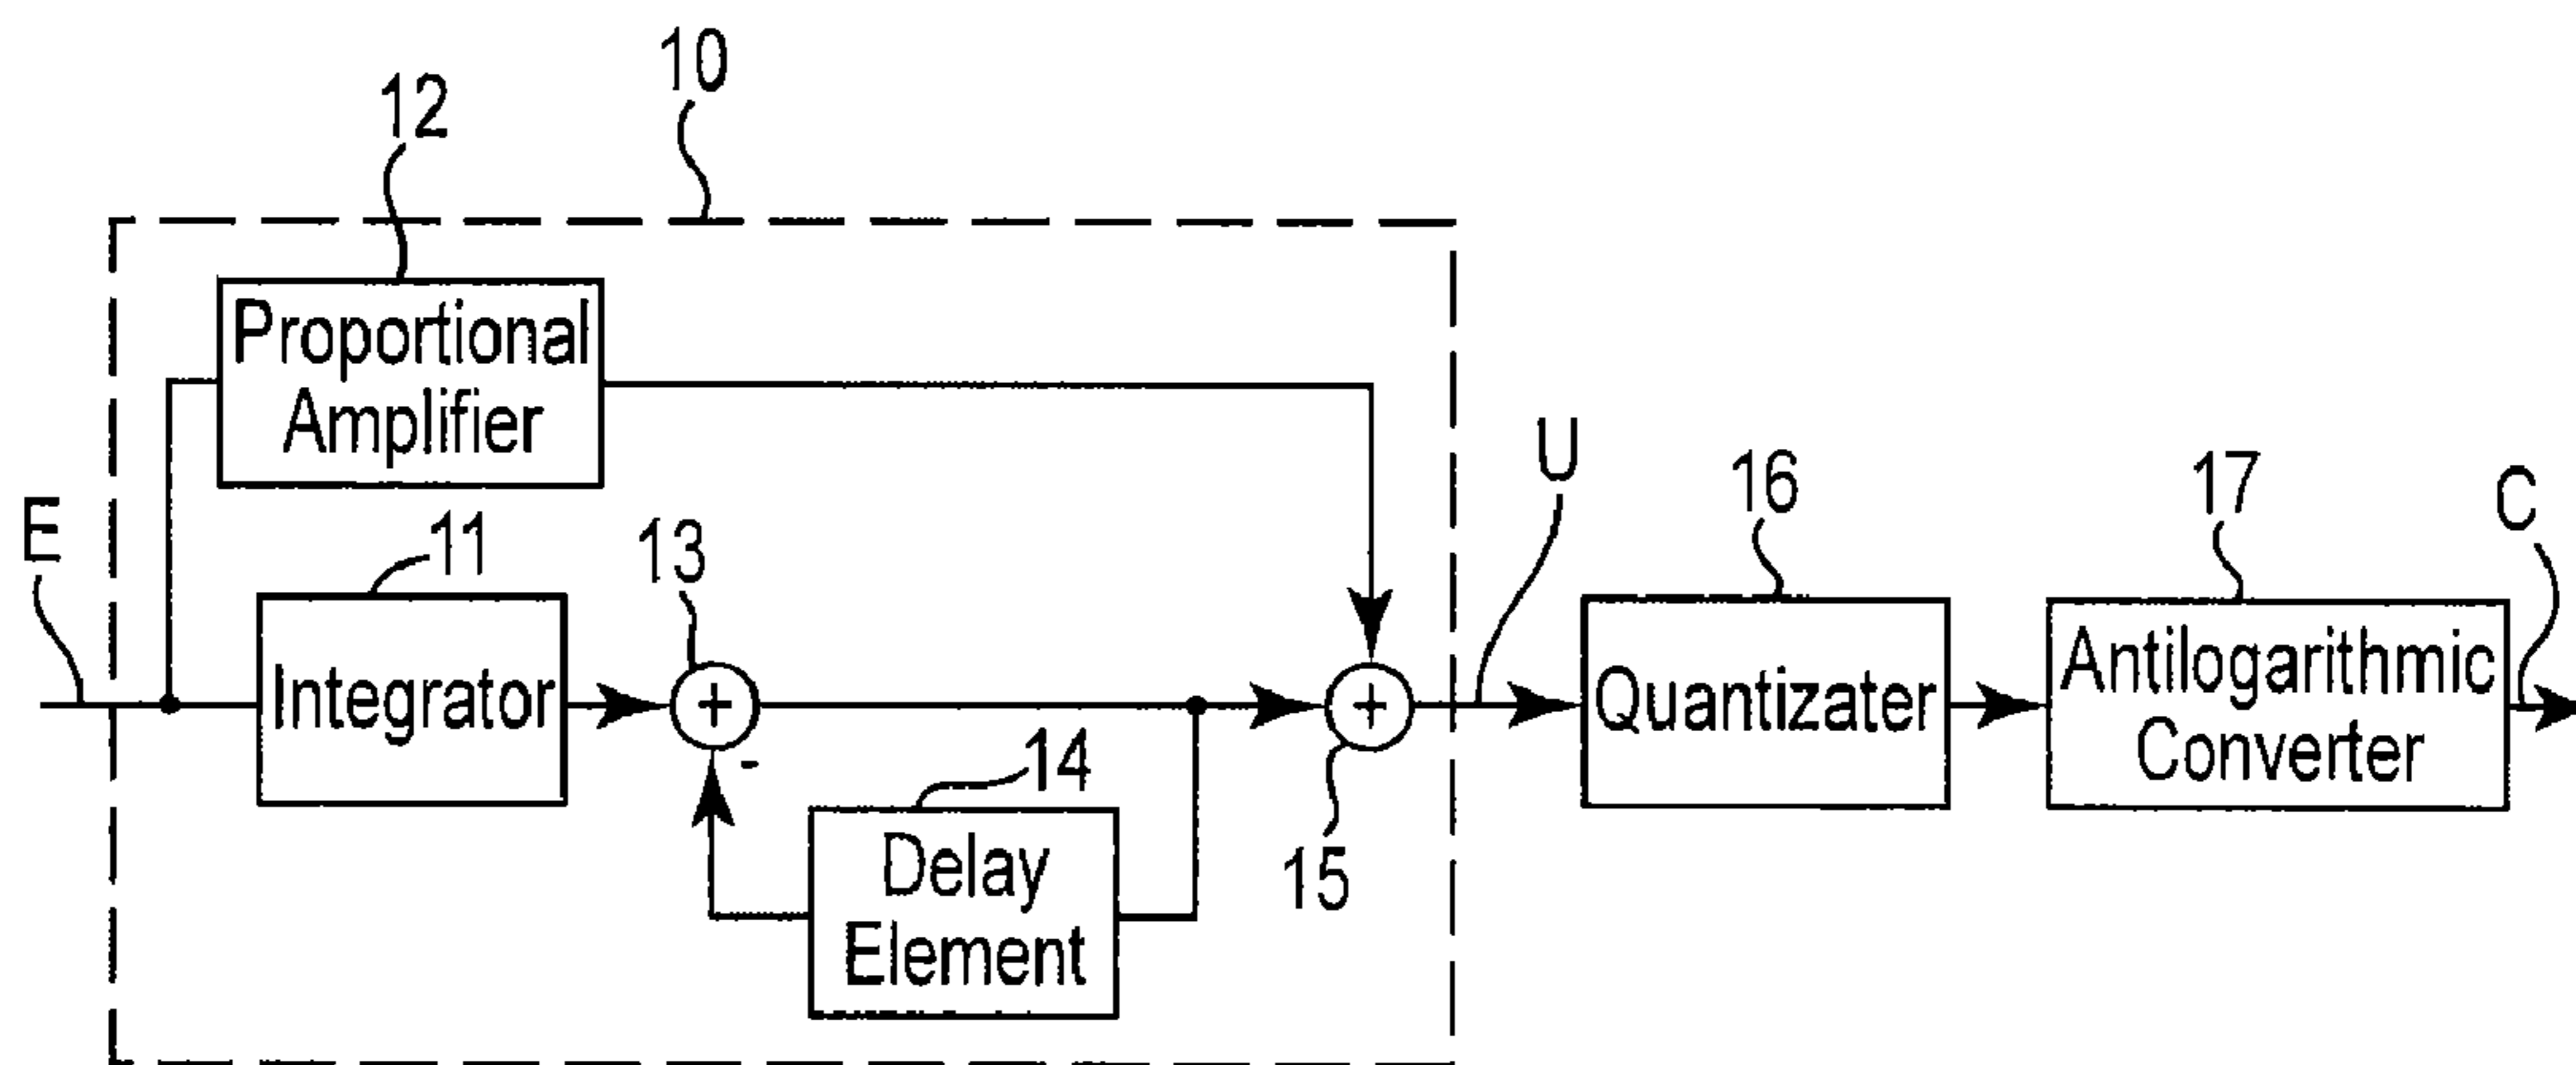 10
12
Proportional
Amplifier
E
11
Integrator
13
+
-
14
Delay
Element
+
15
U
16
Quantizater
17
Antilogarithmic
Converter
C